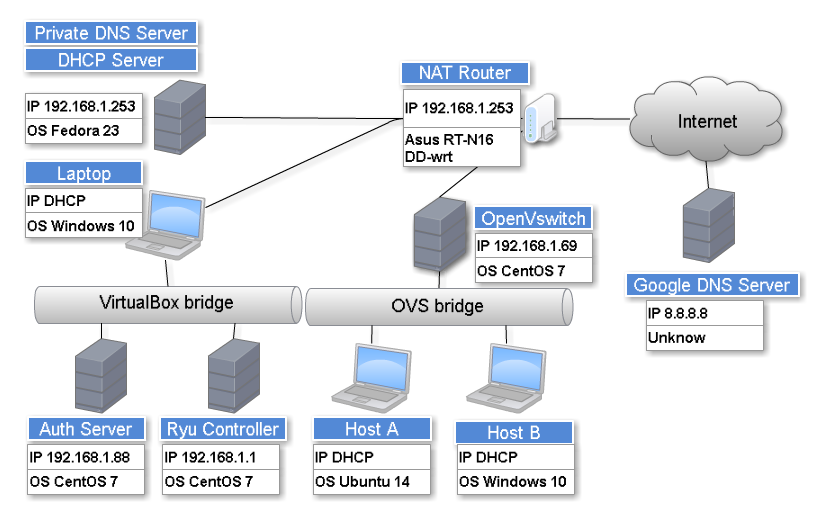 Private DNS Server
DHCP Server
IP 192.168.1.253
OS Fedora 23
NAT Router
IP 192.168.1.253
Asus RT-N16
DD-wrt
Internet
Laptop
IP DHCP
OS Windows 10
OpenVswitch
IP 192.168.1.69
OS CentOS 7
Google DNS Server
IP 8.8.8.8
Unknow
VirtualBox bridge
OVS bridge
Auth Server
IP 192.168.1.88
OS CentOS 7
Ryu Controller
IP 192.168.1.1
OS CentOS 7
Host A
IP DHCP
OS Ubuntu 14
Host B
IP DHCP
OS Windows 10